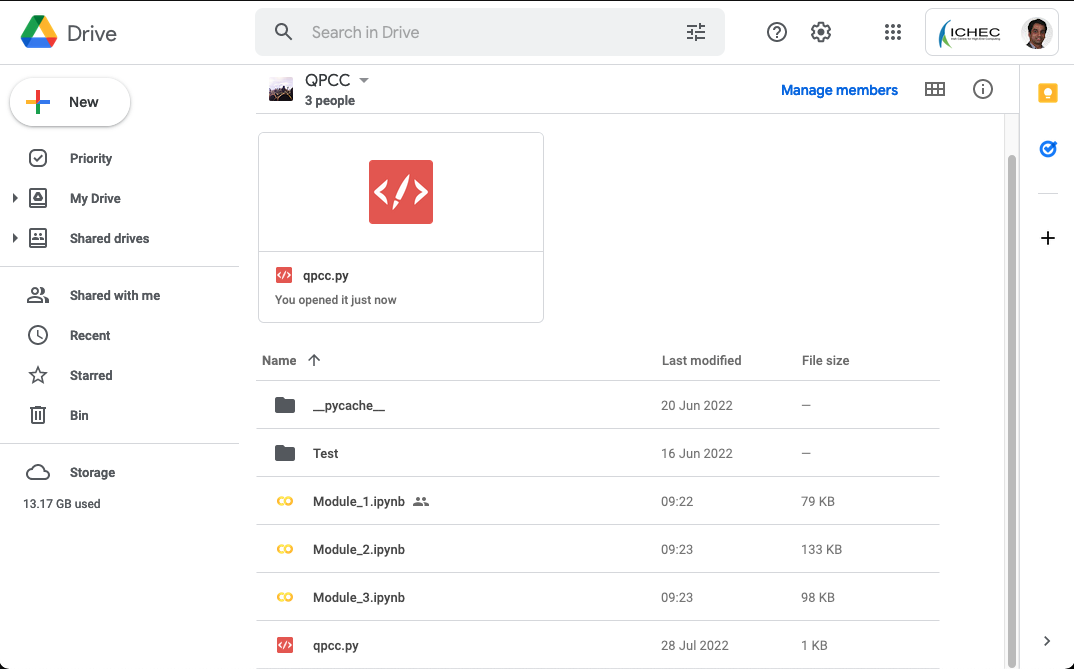 Drive
Search in Drive
ICHEC
New
QPCC
3 people
Manage members
Priority
My Drive
Shared drives
Shared with me
Recent
Starred
Bin
Storage
13.17 GB used
qpcc.py
You opened it just now
Name Last modified File size
__pycache__ 20 Jun 2022 —
Test 16 Jun 2022 —
Module_1.ipynb 09:22 79 KB
Module_2.ipynb 09:23 133 KB
Module_3.ipynb 09:23 98 KB
qpcc.py 28 Jul 2022 1 KB